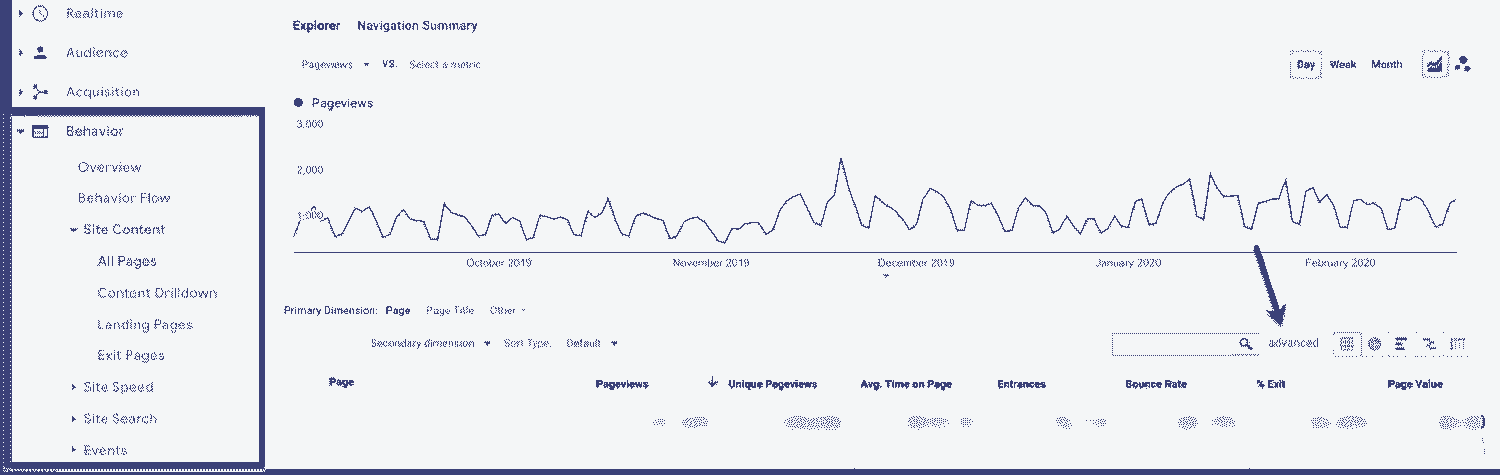 Realtime
Audience
Acquisition
Behavior
Overview
Behavior Flow
Site Content
All Pages
Content Drilldown
Landing Pages
Exit Pages
Site Speed
Site Search
Events
Explorer Navigation Summary
Pageviews VS. Select a metric
Day Week Month
Pageviews
3,000
2,000
1,000
October 2019 November 2019 December 2019 January 2020 February 2020
Primary Dimension: Page Page Title Other
Secondary dimension Sort Type: Default
advanced
Page Pageviews Unique Pageviews Avg. Time on Page Entrances Bounce Rate % Exit Page Value